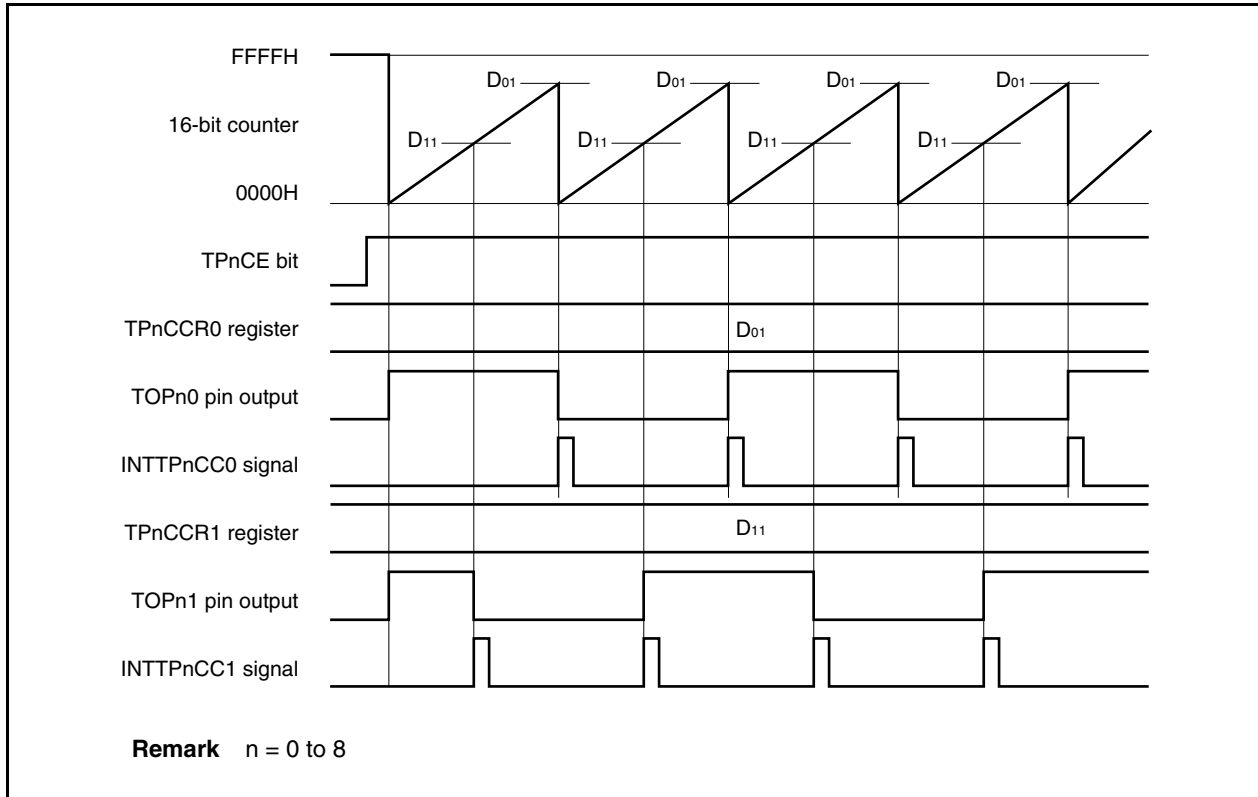 FFFFH
D01 D01 D01 D01
16-bit counter
D11 D11 D11 D11
0000H
TPnCE bit
TPnCCR0 register
D01
TOPn0 pin output
INTTPnCC0 signal
TPnCCR1 register
D11
TOPn1 pin output
INTTPnCC1 signal
Remark n = 0 to 8